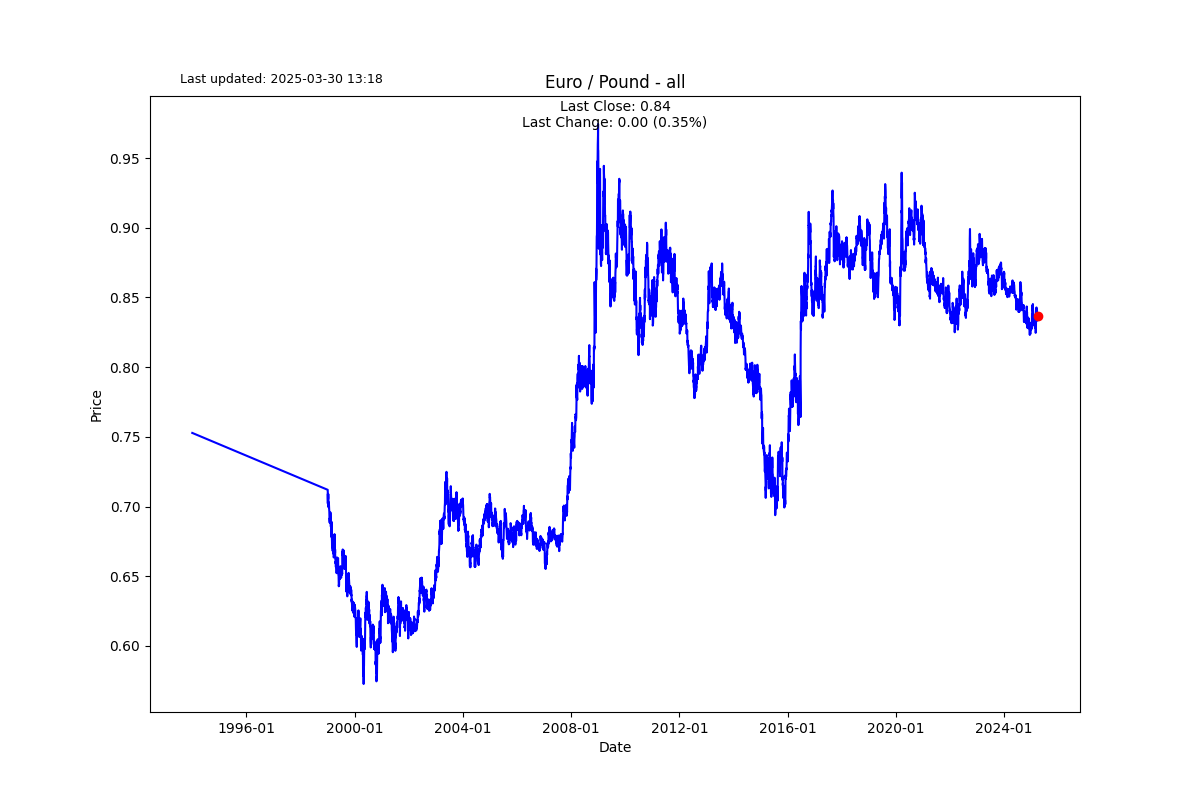 Last updated: 2025-03-30 13:18
Euro / Pound - all
Last Close: 0.84
Last Change: 0.00 (0.35%)
Price
0.95
0.90
0.85
0.80
0.75
0.70
0.65
0.60
1996-01
2000-01
2004-01
2008-01
2012-01
2016-01
2020-01
2024-01
Date